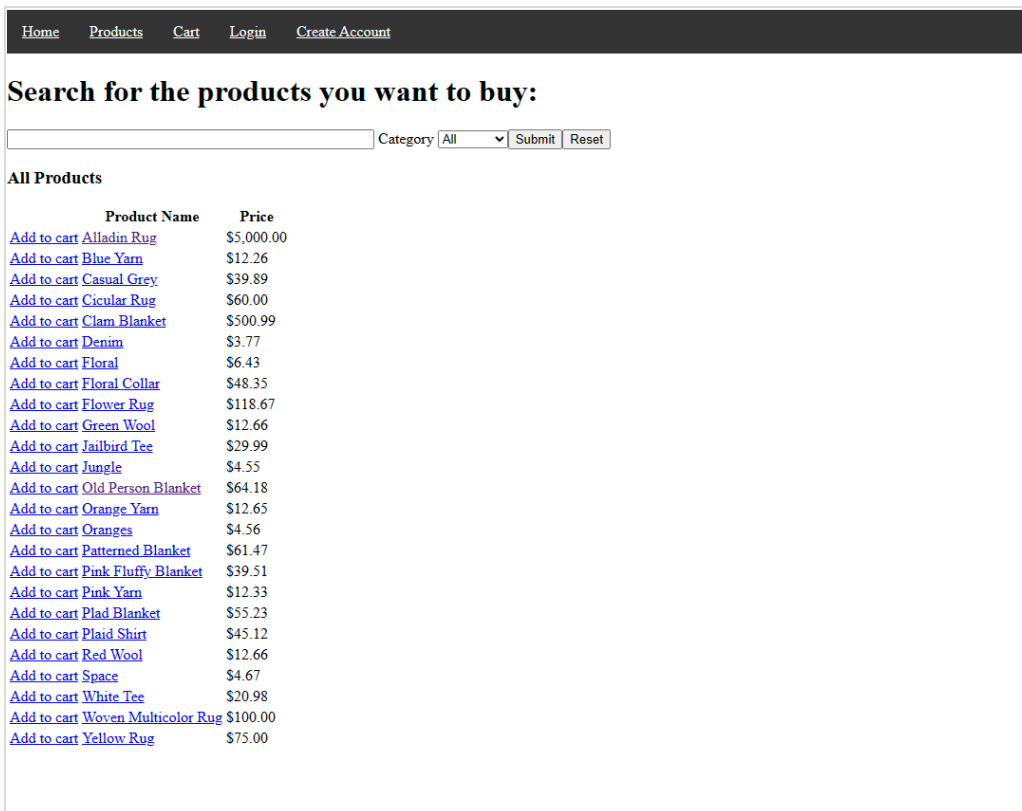 Home Products Cart Login Create Account
Search for the products you want to buy:
Category All Submit Reset
All Products
Product Name Price
Add to cart Alladin Rug $5,000.00
Add to cart Blue Yarn $12.26
Add to cart Casual Grey $39.89
Add to cart Cicular Rug $60.00
Add to cart Clam Blanket $500.99
Add to cart Denim $3.77
Add to cart Floral $6.43
Add to cart Floral Collar $48.35
Add to cart Flower Rug $118.67
Add to cart Green Wool $12.66
Add to cart Jailbird Tee $29.99
Add to cart Jungle $4.55
Add to cart Old Person Blanket $64.18
Add to cart Orange Yarn $12.65
Add to cart Oranges $4.56
Add to cart Patterned Blanket $61.47
Add to cart Pink Fluffy Blanket $39.51
Add to cart Pink Yarn $12.33
Add to cart Plad Blanket $55.23
Add to cart Plaid Shirt $45.12
Add to cart Red Wool $12.66
Add to cart Space $4.67
Add to cart White Tee $20.98
Add to cart Woven Multicolor Rug $100.00
Add to cart Yellow Rug $75.00